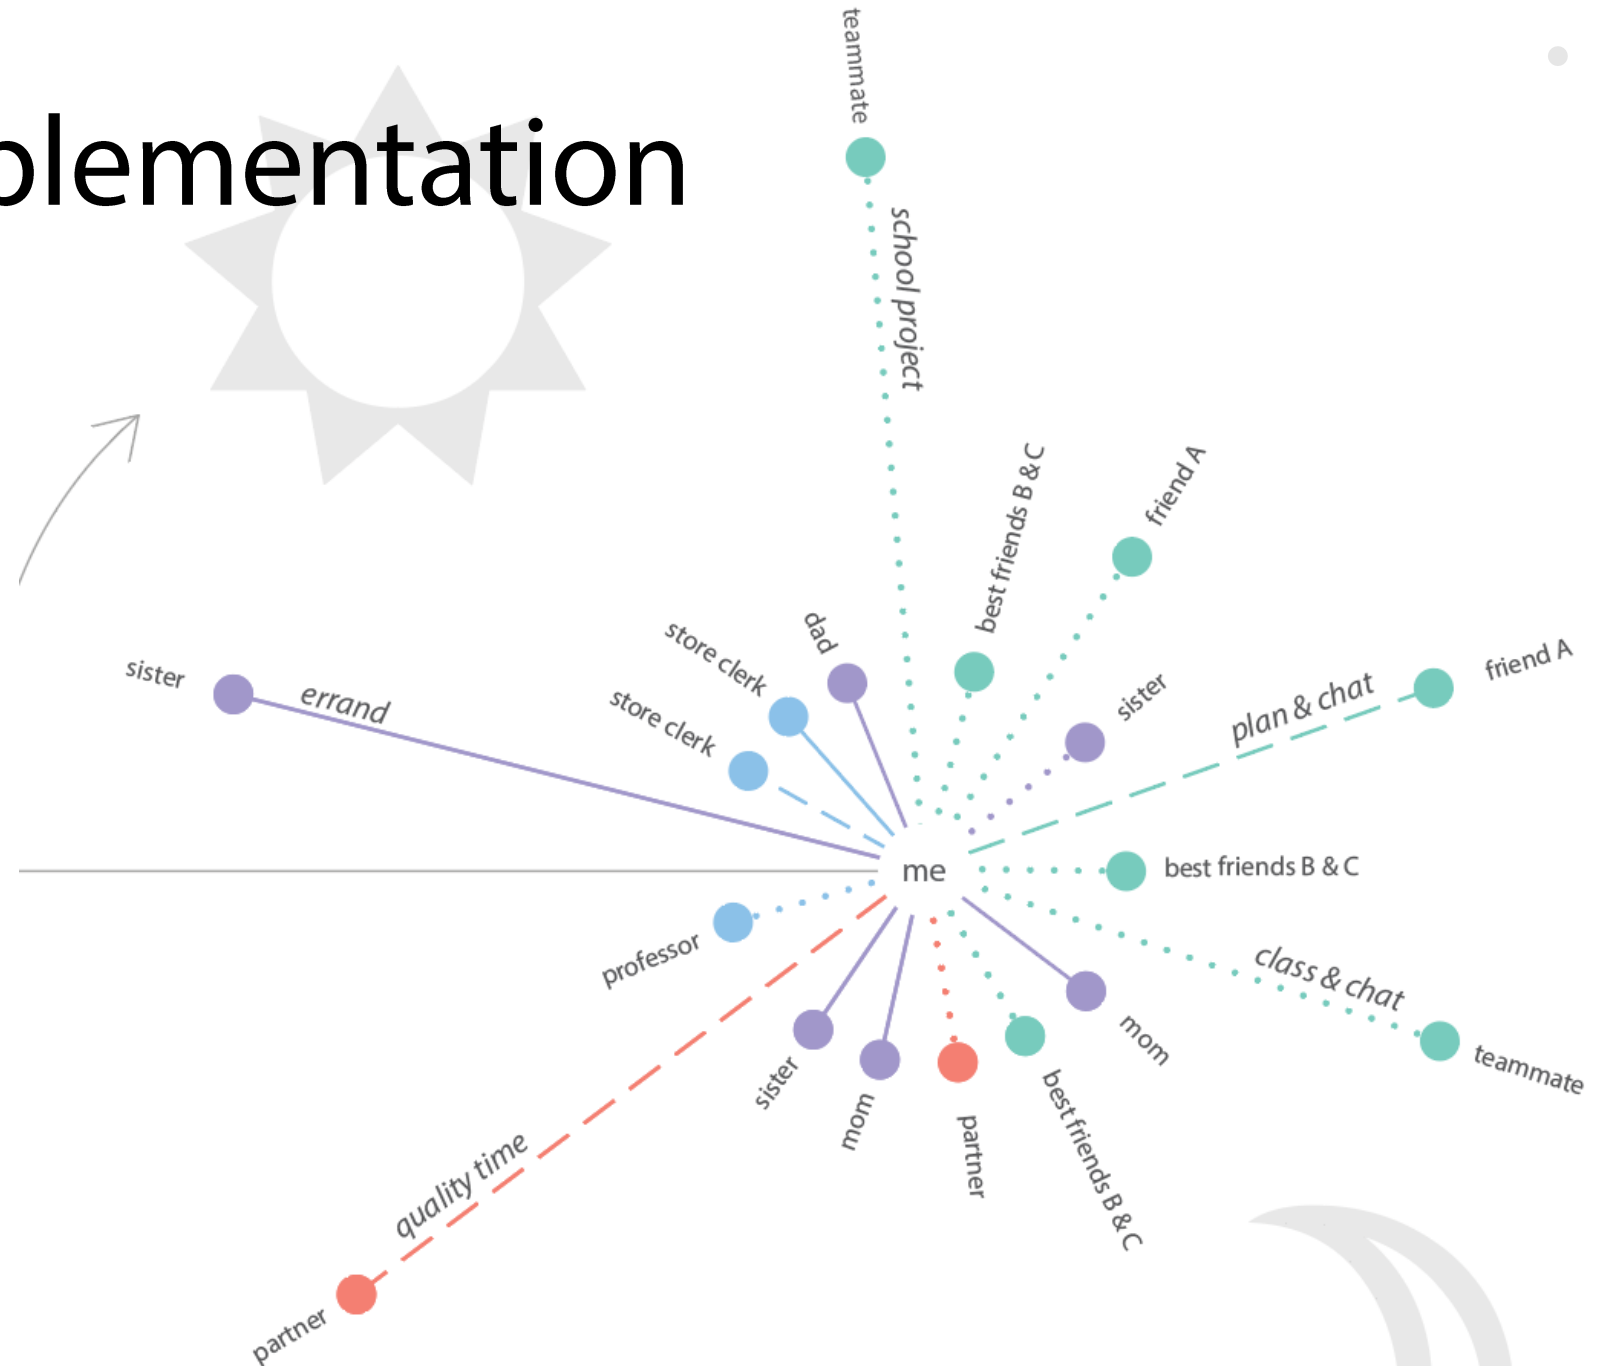 plementation
teammate
school project
best friends B & C
friend A
dad
store clerk
store clerk
sister
errand
sister
plan & chat
friend A
me
best friends B & C
professor
class & chat
teammate
mom
sister
mom
partner
best friends B & C
quality time
partner